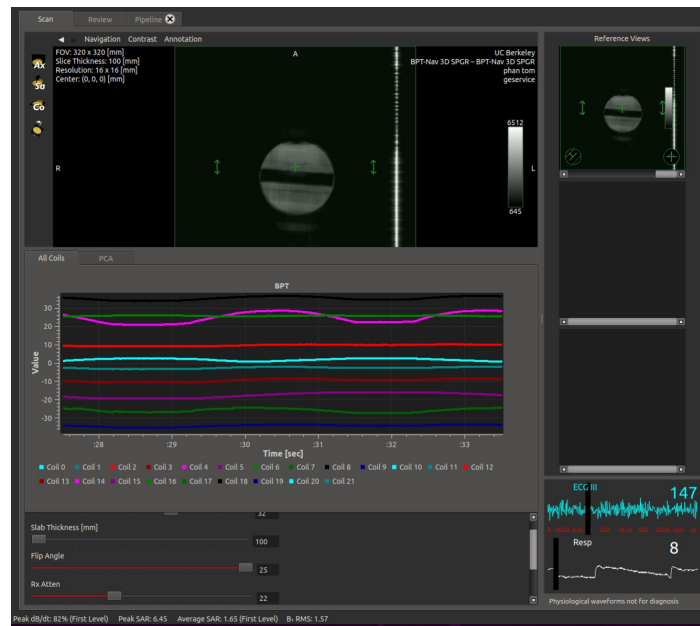 Scan Review Pipeline
Navigation Contrast Annotation
Reference Views
FOV: 320 x 320 [mm]
Slice Thickness: 100 [mm]
Resolution: 16 x 16 [mm]
Center: (0, 0, 0) [mm]
A
UC Berkeley
BPT-Nav 3D SPGR – BPT-Nav 3D SPGR
phan tom
geservice
Ax
Sa
Co
6512
R
L
645
All Coils PCA
BPT
30
20
10
0
-10
-20
-30
Value
:28 :29 :30 :31 :32 :33
Time [sec]
Coil 0 Coil 1 Coil 2 Coil 3 Coil 4 Coil 5 Coil 6 Coil 7 Coil 8 Coil 9 Coil 10 Coil 11 Coil 12
Coil 13 Coil 14 Coil 15 Coil 16 Coil 17 Coil 18 Coil 19 Coil 20 Coil 21
ECG III
147
Resp
8
Physiological waveforms not for diagnosis
32
Slab Thickness [mm]
100
Flip Angle
25
Rx Atten
22
Peak dB/dt: 82% (First Level) Peak SAR: 6.45 Average SAR: 1.65 (First Level) B₁ RMS: 1.57